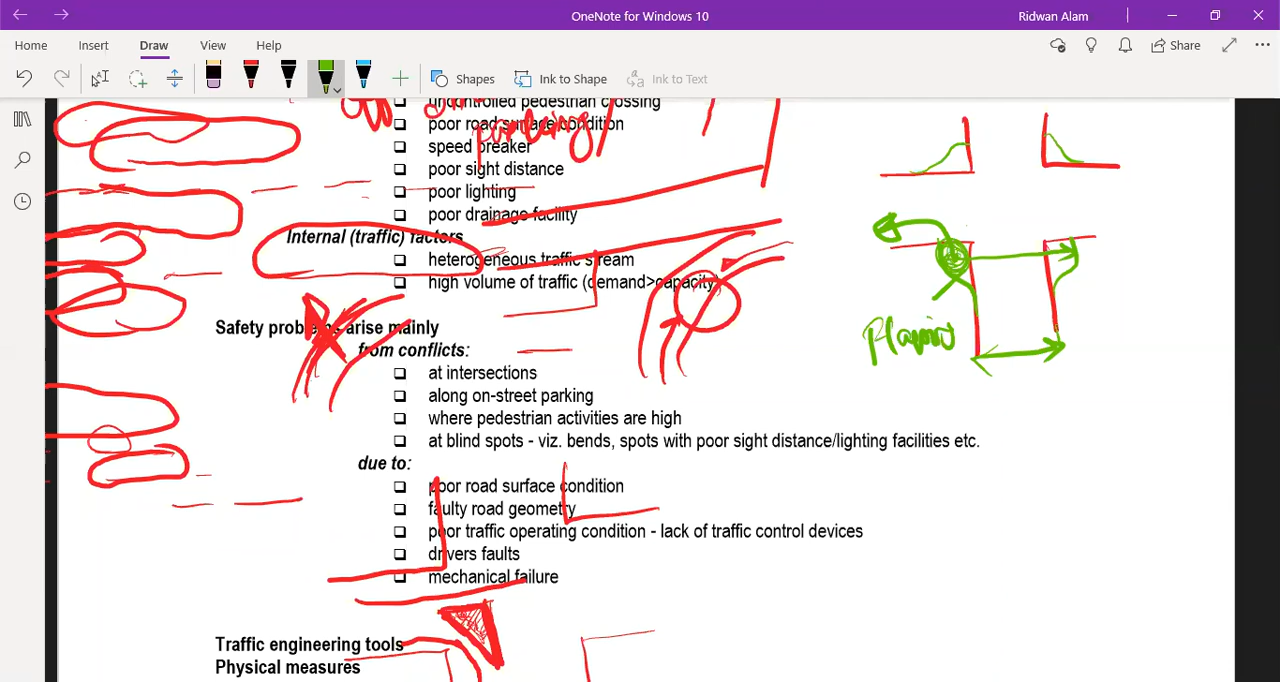 OneNote for Windows 10
Ridwan Alam
Home Insert Draw View Help
Share
Shapes
Ink to Shape
Ink to Text
uncontrolled pedestrian crossing
poor road surface condition
parking
speed breaker
poor sight distance
poor lighting
poor drainage facility
Internal (traffic) factors
heterogeneous traffic stream
high volume of traffic (demand>capacity)
Safety problems arise mainly
from conflicts:
at intersections
along on-street parking
where pedestrian activities are high
at blind spots - viz. bends, spots with poor sight distance/lighting facilities etc.
due to:
poor road surface condition
faulty road geometry
poor traffic operating condition - lack of traffic control devices
drivers faults
mechanical failure
Traffic engineering tools
Physical measures